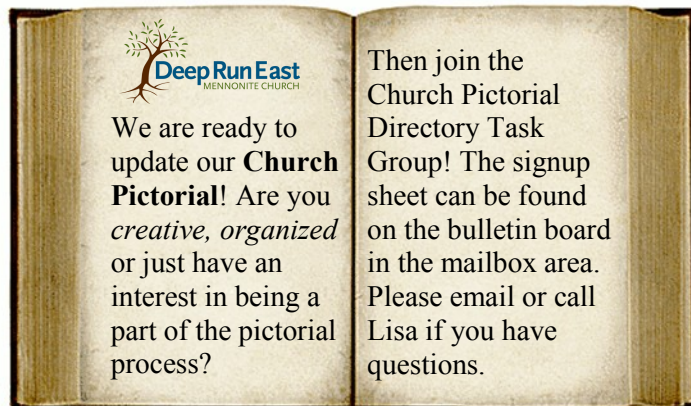 Deep Run East
MENNONITE CHURCH
We are ready to
update our Church
Pictorial! Are you
creative, organized
or just have an
interest in being a
part of the pictorial
process?
Then join the
Church Pictorial
Directory Task
Group! The signup
sheet can be found
on the bulletin board
in the mailbox area.
Please email or call
Lisa if you have
questions.